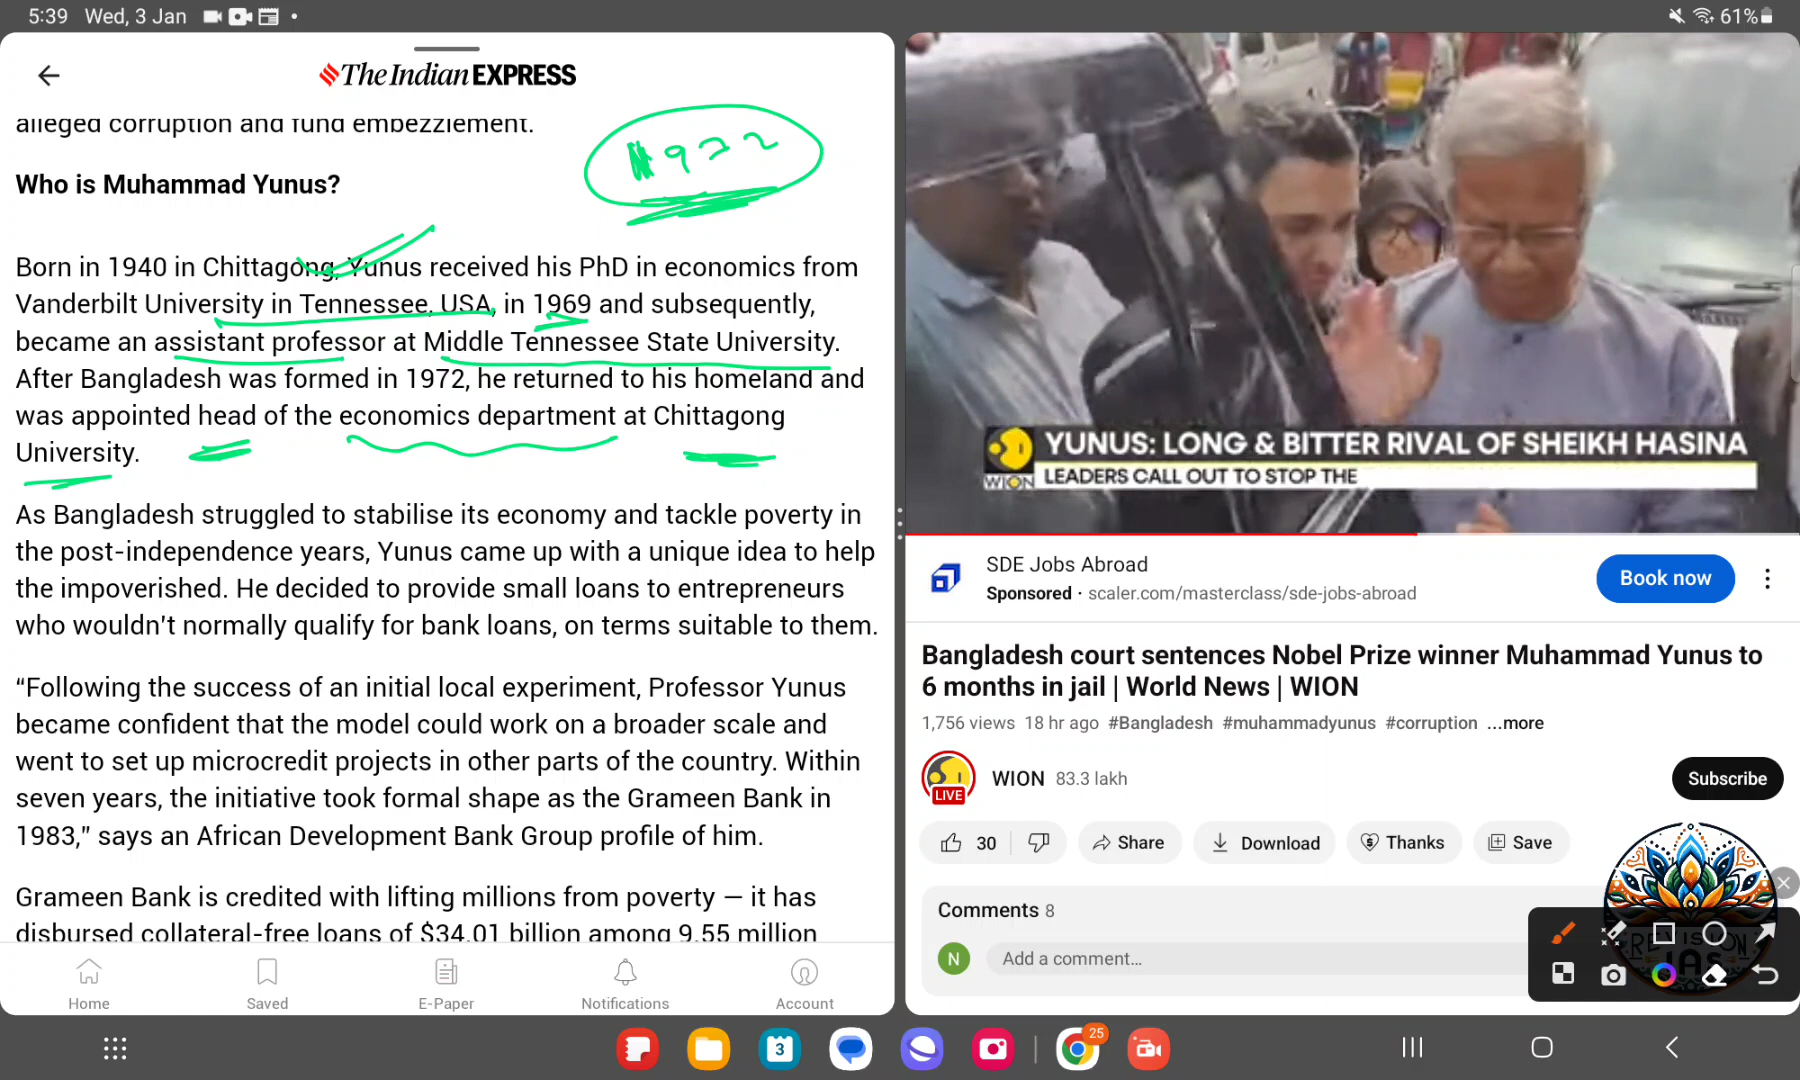 5:39 Wed, 3 Jan
61%
The Indian EXPRESS
alleged corruption and fund embezzlement.
Who is Muhammad Yunus?
Born in 1940 in Chittagong, Yunus received his PhD in economics from
Vanderbilt University in Tennessee, USA, in 1969 and subsequently,
became an assistant professor at Middle Tennessee State University.
After Bangladesh was formed in 1972, he returned to his homeland and
was appointed head of the economics department at Chittagong
University.
As Bangladesh struggled to stabilise its economy and tackle poverty in
the post-independence years, Yunus came up with a unique idea to help
the impoverished. He decided to provide small loans to entrepreneurs
who wouldn't normally qualify for bank loans, on terms suitable to them.
“Following the success of an initial local experiment, Professor Yunus
became confident that the model could work on a broader scale and
went to set up microcredit projects in other parts of the country. Within
seven years, the initiative took formal shape as the Grameen Bank in
1983,” says an African Development Bank Group profile of him.
Grameen Bank is credited with lifting millions from poverty — it has
disbursed collateral-free loans of $34.01 billion among 9.55 million
Home Saved E-Paper Notifications Account
YUNUS: LONG & BITTER RIVAL OF SHEIKH HASINA
WION LEADERS CALL OUT TO STOP THE
SDE Jobs Abroad
Sponsored · scaler.com/masterclass/sde-jobs-abroad
Book now
Bangladesh court sentences Nobel Prize winner Muhammad Yunus to
6 months in jail | World News | WION
1,756 views 18 hr ago #Bangladesh #muhammadyunus #corruption ...more
LIVE
WION 83.3 lakh
Subscribe
30 Share Download Thanks Save
Comments 8
N Add a comment...
REVISION
IAS
3
25